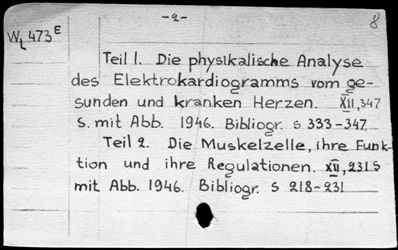 -2-
8
WL 473E
Teil 1. Die physikalische Analyse
des Elektrokardiogramms vom ge-
sunden und kranken Herzen. XII, 347
S. mit Abb. 1946. Bibliogr. s 333-347
Teil 2. Die Muskelzelle, ihre Funk-
tion und ihre Regulationen. XII, 231 S
mit Abb. 1946. Bibliogr. S 218-231